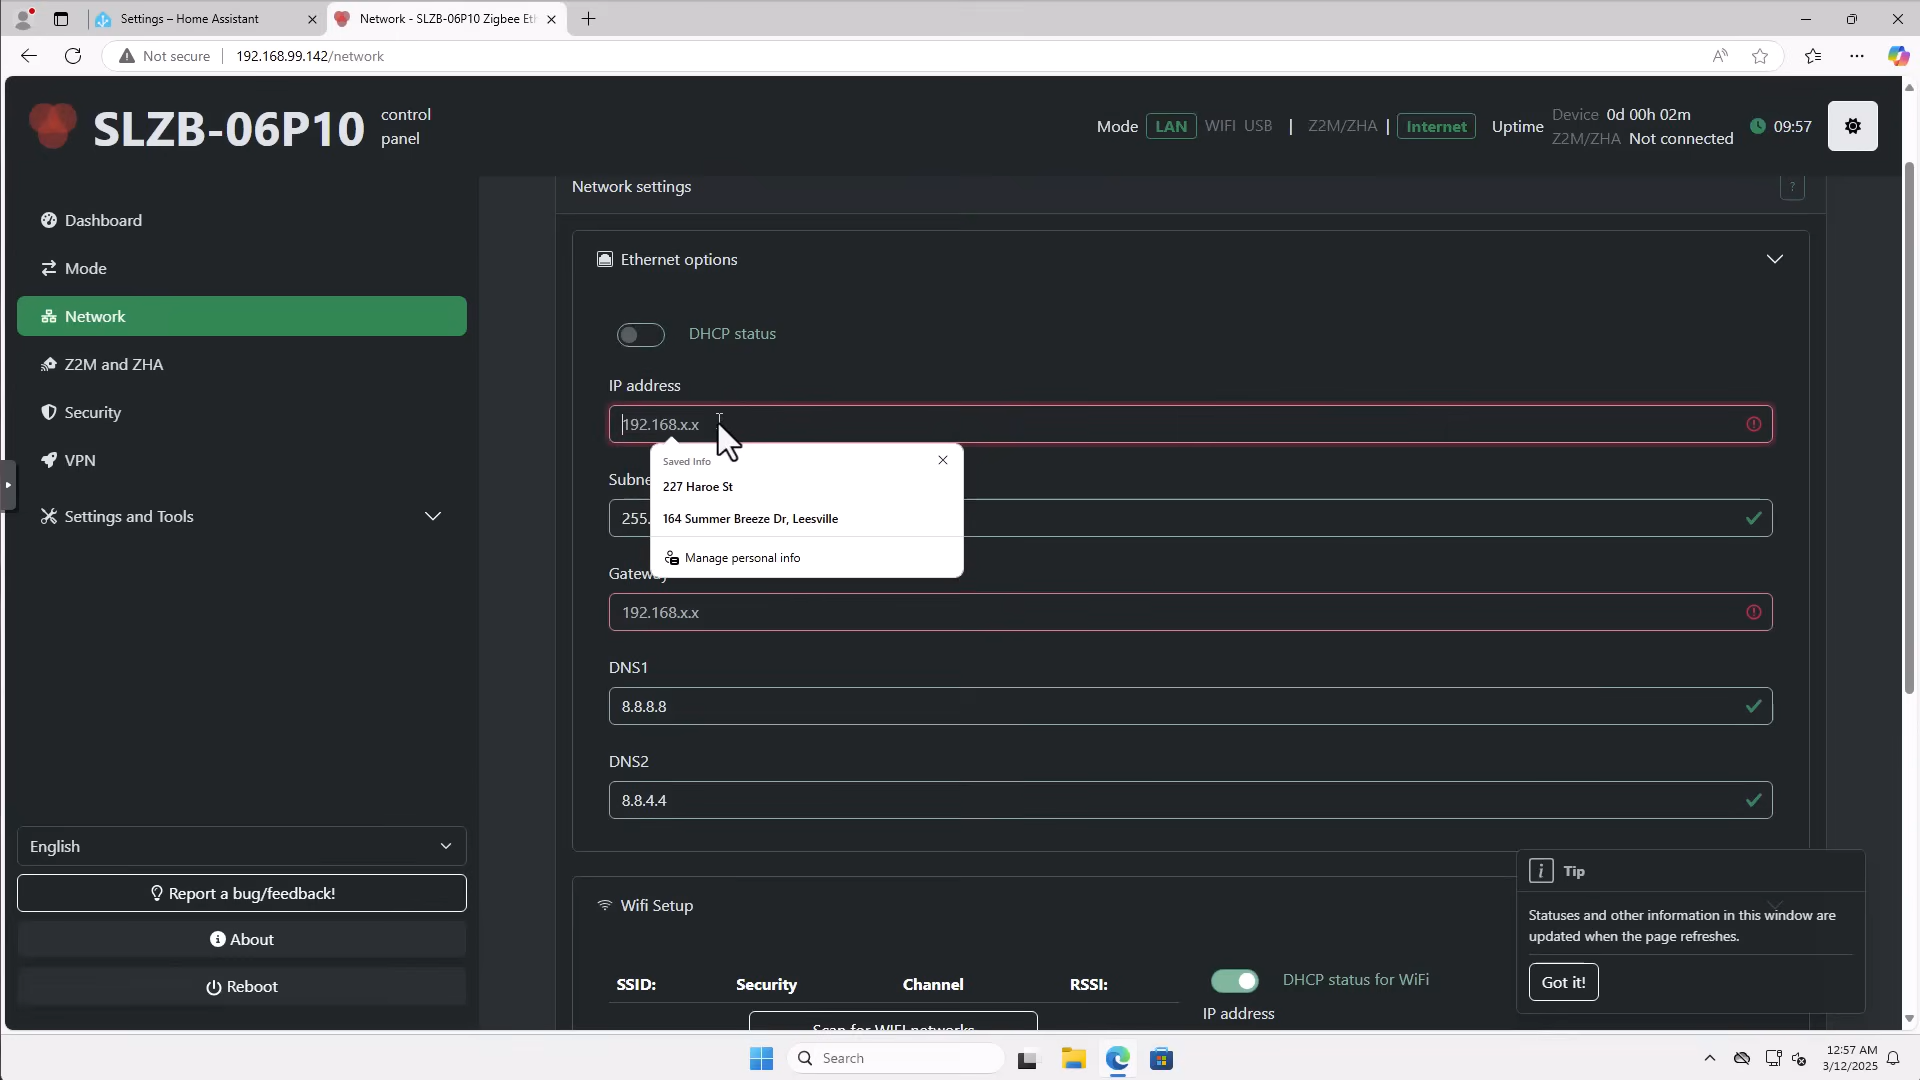 Settings – Home Assistant
Network - SLZB-06P10 Zigbee Eth
Not secure
192.168.99.142/network
SLZB-06P10
control
panel
Mode LAN WIFI USB | Z2M/ZHA | Internet
Uptime
Device 0d 00h 02m
Z2M/ZHA Not connected
09:57
Dashboard
Mode
Network
Z2M and ZHA
Security
VPN
Settings and Tools
English
Report a bug/feedback!
About
Reboot
Network settings
?
Ethernet options
DHCP status
IP address
192.168.x.x
Saved Info
227 Haroe St
164 Summer Breeze Dr, Leesville
Manage personal info
Subne
255.
Gateway
192.168.x.x
DNS1
8.8.8.8
DNS2
8.8.4.4
Wifi Setup
SSID: Security Channel RSSI:
Scan for WIFI networks
DHCP status for WiFi
IP address
Tip
Statuses and other information in this window are
updated when the page refreshes.
Got it!
Search
12:57 AM
3/12/2025